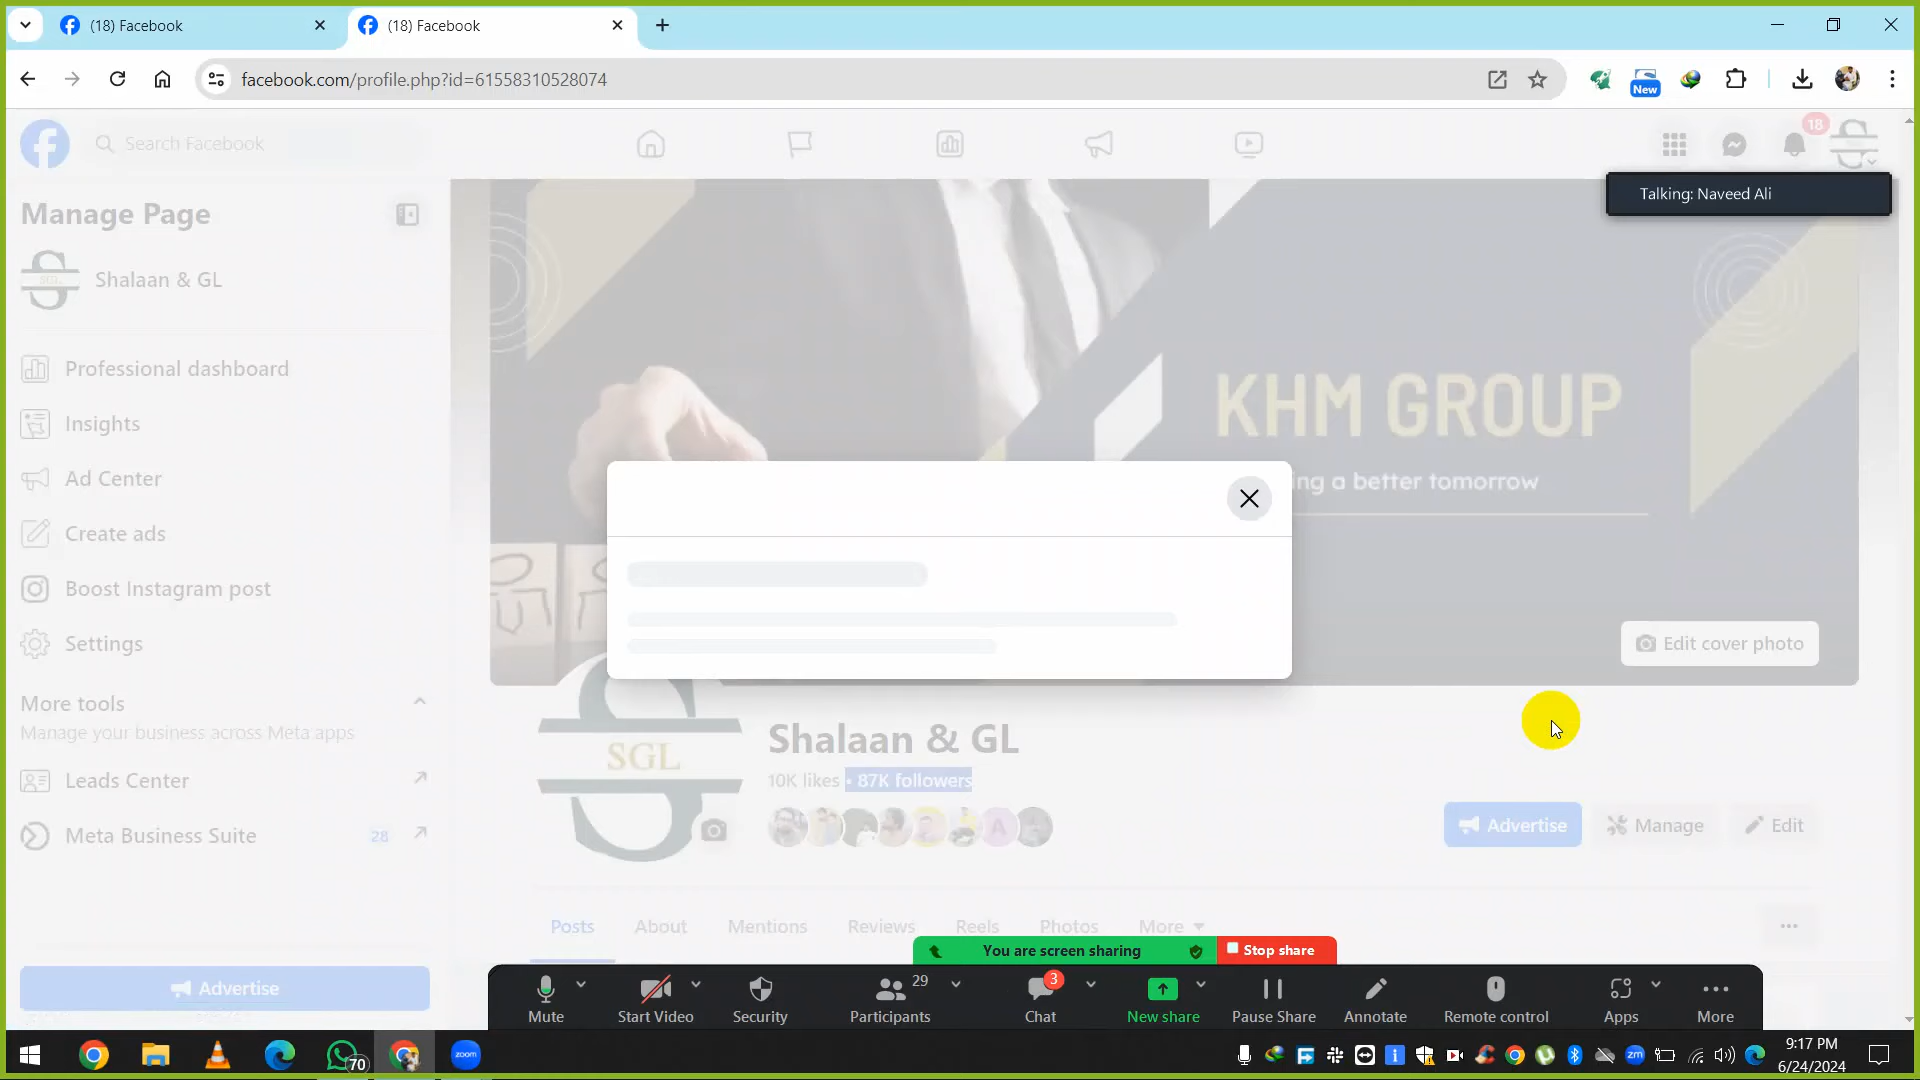 (18) Facebook
(18) Facebook
facebook.com/profile.php?id=61558310528074
New
Search Facebook
18
Talking: Naveed Ali
Manage Page
SGL
Shalaan & GL
Professional dashboard
Insights
Ad Center
Create ads
Boost Instagram post
Settings
More tools
Manage your business across Meta apps
Leads Center
Meta Business Suite
28
Advertise
KHM GROUP
ing a better tomorrow
Edit cover photo
SGL
Shalaan & GL
10K likes • 87K followers
A
Advertise
Manage
Edit
Posts
About
Mentions
Reviews
Reels
Photos
More
You are screen sharing
Stop share
Mute
Start Video
Security
29
Participants
3
Chat
New share
Pause Share
Annotate
Remote control
Apps
More
70
zoom
zm
9:17 PM
6/24/2024